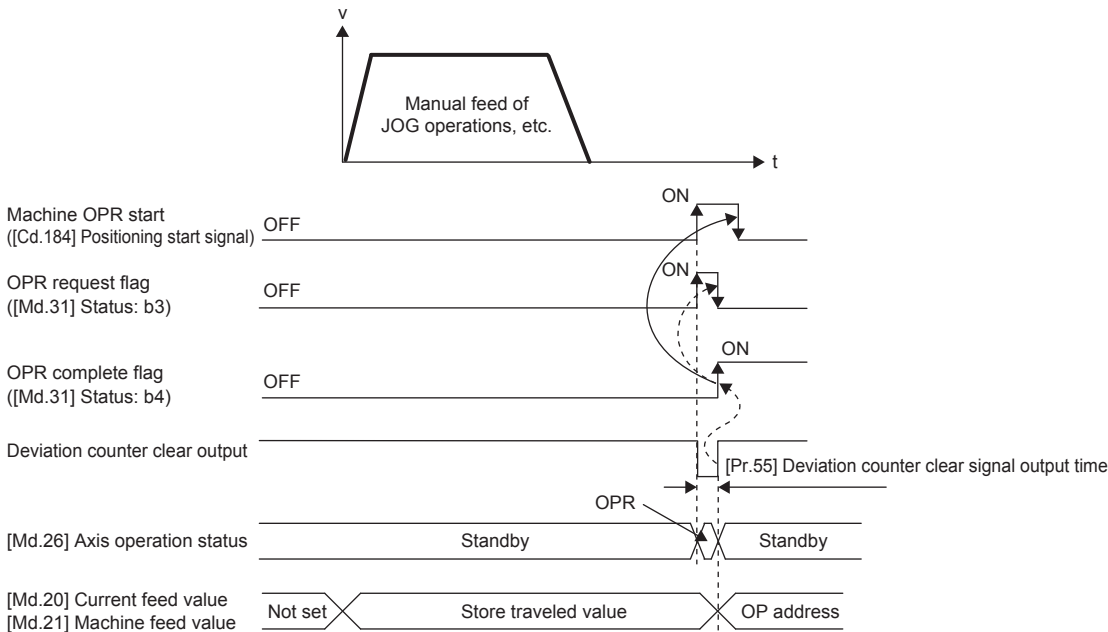 v
Manual feed of
JOG operations, etc.
t
ON
Machine OPR start
([Cd.184] Positioning start signal)
OFF
ON
OPR request flag
([Md.31] Status: b3)
OFF
ON
OPR complete flag
([Md.31] Status: b4)
OFF
Deviation counter clear output
[Pr.55] Deviation counter clear signal output time
OPR
[Md.26] Axis operation status
Standby
Standby
[Md.20] Current feed value
[Md.21] Machine feed value
Not set
Store traveled value
OP address